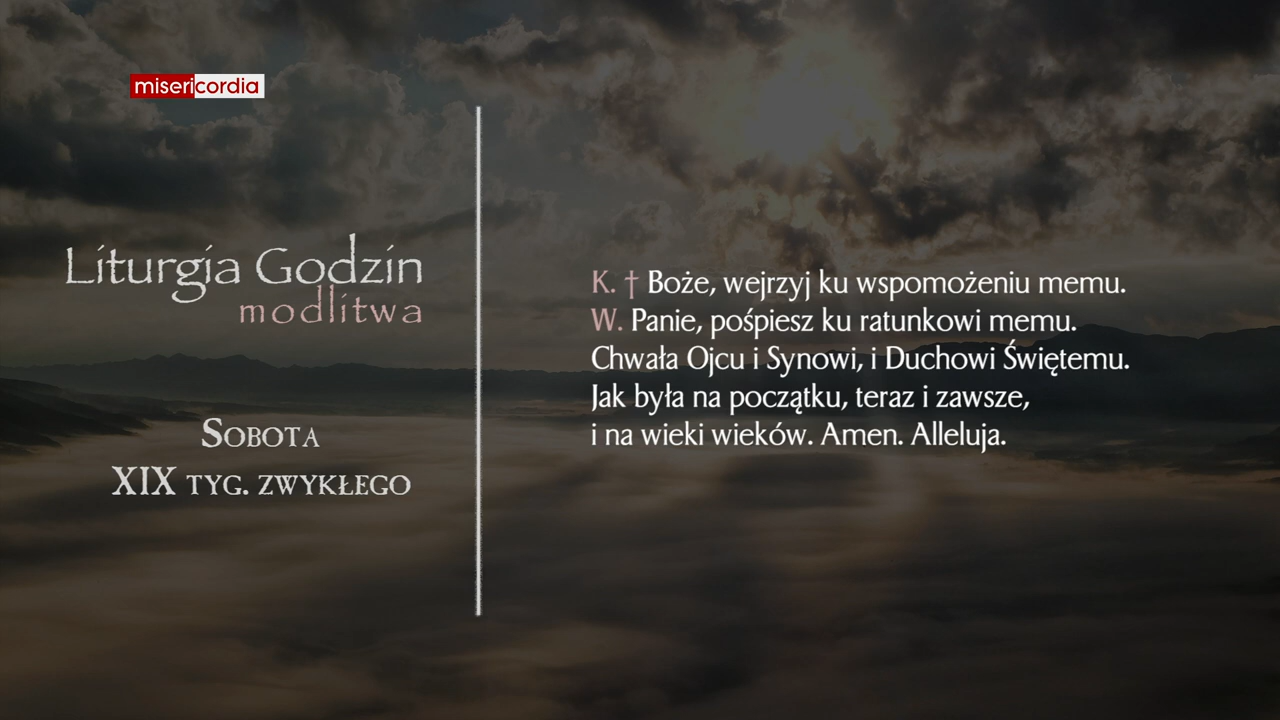 misericordia
Liturgia Godzin
modlitwa
Sobota
XIX tyg. zwykłego
K. † Boże, wejrzyj ku wspomożeniu memu.
W. Panie, pośpiesz ku ratunkowi memu.
Chwała Ojcu i Synowi, i Duchowi Świętemu.
Jak była na początku, teraz i zawsze,
i na wieki wieków. Amen. Alleluja.